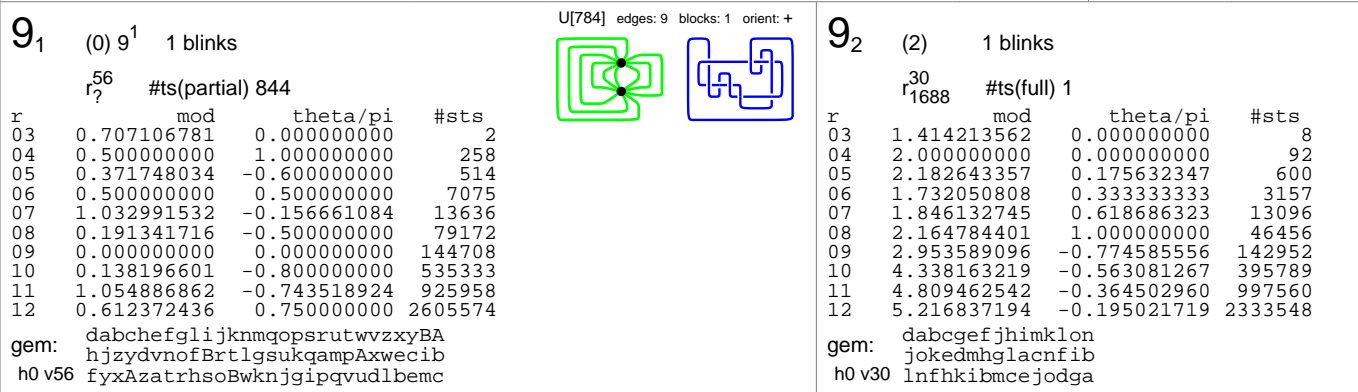 9₁ (0) 9¹ 1 blinks
r⁵⁶? #ts(partial) 844
U[784] edges: 9 blocks: 1 orient: +
r mod theta/pi #sts
03 0.707106781 0.000000000 2
04 0.500000000 1.000000000 258
05 0.371748034 −0.600000000 514
06 0.500000000 0.500000000 7075
07 1.032991532 −0.156661084 13636
08 0.191341716 −0.500000000 79172
09 0.000000000 0.000000000 144708
10 0.138196601 −0.800000000 535333
11 1.054886862 −0.743518924 925958
12 0.612372436 0.750000000 2605574
gem: dabchefglijknmqopsrutwvzxyBA
hjzydvnofBrtlgsukqampAxwecib
h0 v56 fyxAzatrhsoBwknjgipqvudlbemc
9₂ (2) 1 blinks
r³⁰₁₆₈₈ #ts(full) 1
r mod theta/pi #sts
03 1.414213562 0.000000000 8
04 2.000000000 0.000000000 92
05 2.182643357 0.175632347 600
06 1.732050808 0.333333333 3157
07 1.846132745 0.618686323 13096
08 2.164784401 1.000000000 46456
09 2.953589096 −0.774585556 142952
10 4.338163219 −0.563081267 395789
11 4.809462542 −0.364502960 997560
12 5.216837194 −0.195021719 2333548
gem: dabcgefjhimklon
jokedmhglacnfib
h0 v30 lnfhkibmcejodga